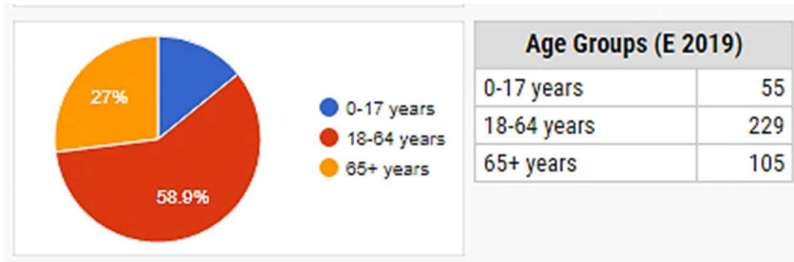 27%
58.9%
0-17 years
18-64 years
65+ years
Age Groups (E 2019)
0-17 years 55
18-64 years 229
65+ years 105